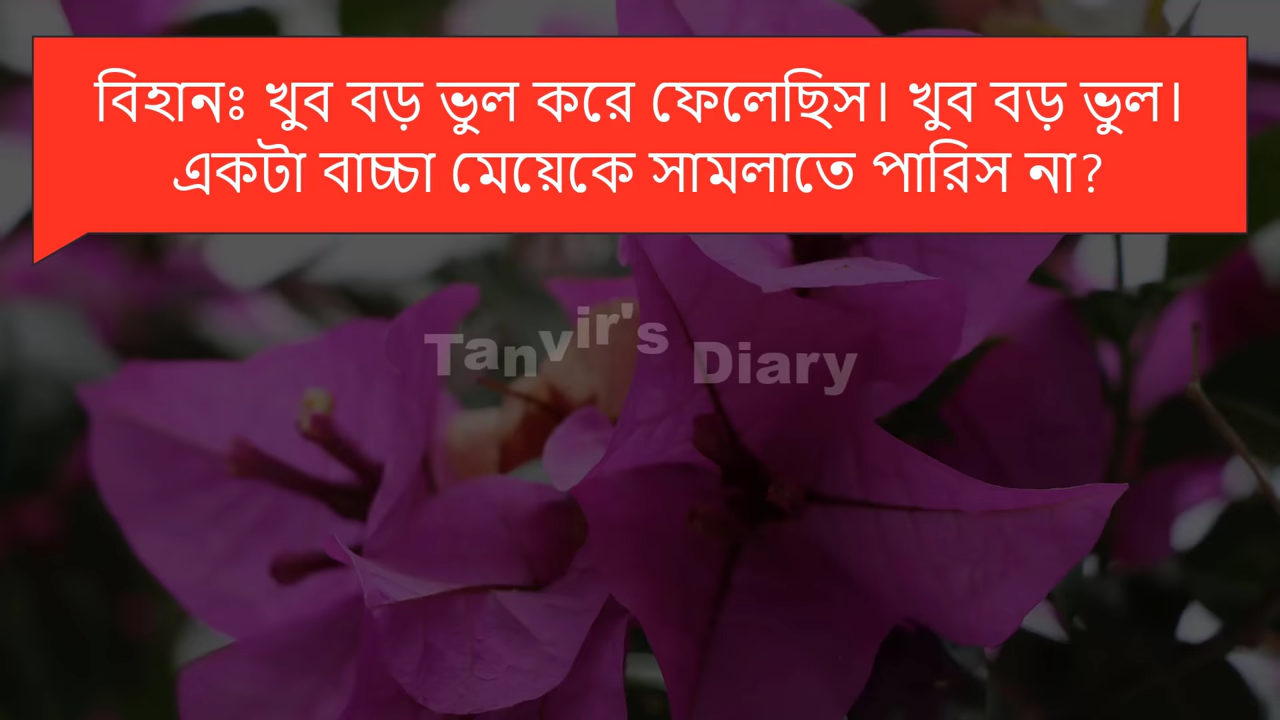 বিহানঃ খুব বড় ভুল করে ফেলেছিস। খুব বড় ভুল।
একটা বাচ্চা মেয়েকে সামলাতে পারিস না?
Tanvir's Diary